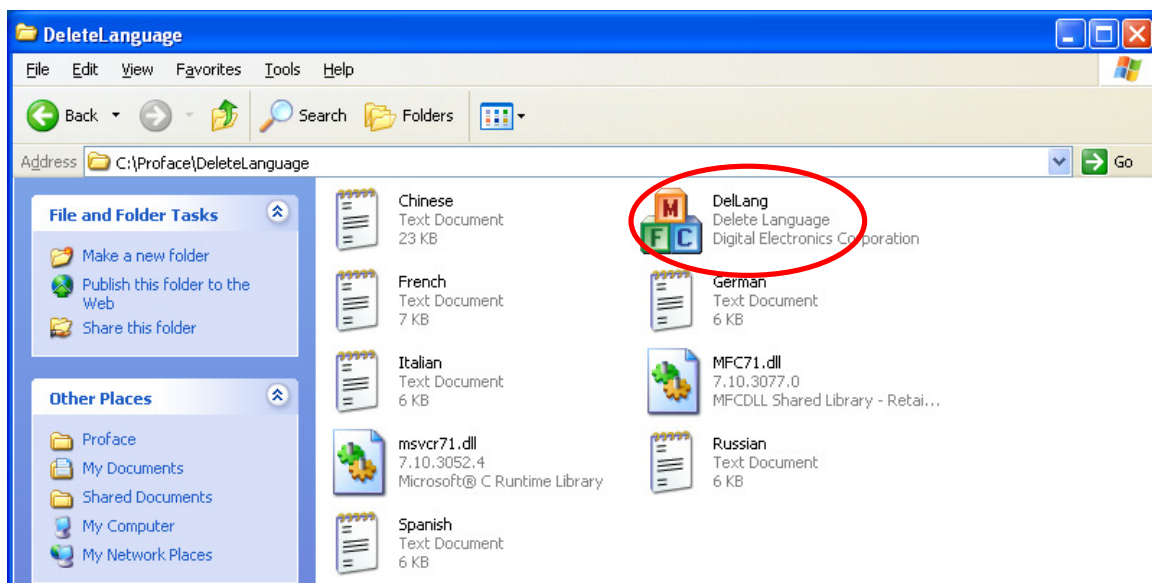 DeleteLanguage
File Edit View Favorites Tools Help
Back Search Folders
Address C:\Proface\DeleteLanguage Go
File and Folder Tasks
Make a new folder
Publish this folder to the
Web
Share this folder
Other Places
Proface
My Documents
Shared Documents
My Computer
My Network Places
Chinese
Text Document
23 KB
M
F C
DelLang
Delete Language
Digital Electronics Corporation
French
Text Document
7 KB
German
Text Document
6 KB
Italian
Text Document
6 KB
MFC71.dll
7.10.3077.0
MFCDLL Shared Library - Retai...
msvcr71.dll
7.10.3052.4
Microsoft® C Runtime Library
Russian
Text Document
6 KB
Spanish
Text Document
6 KB